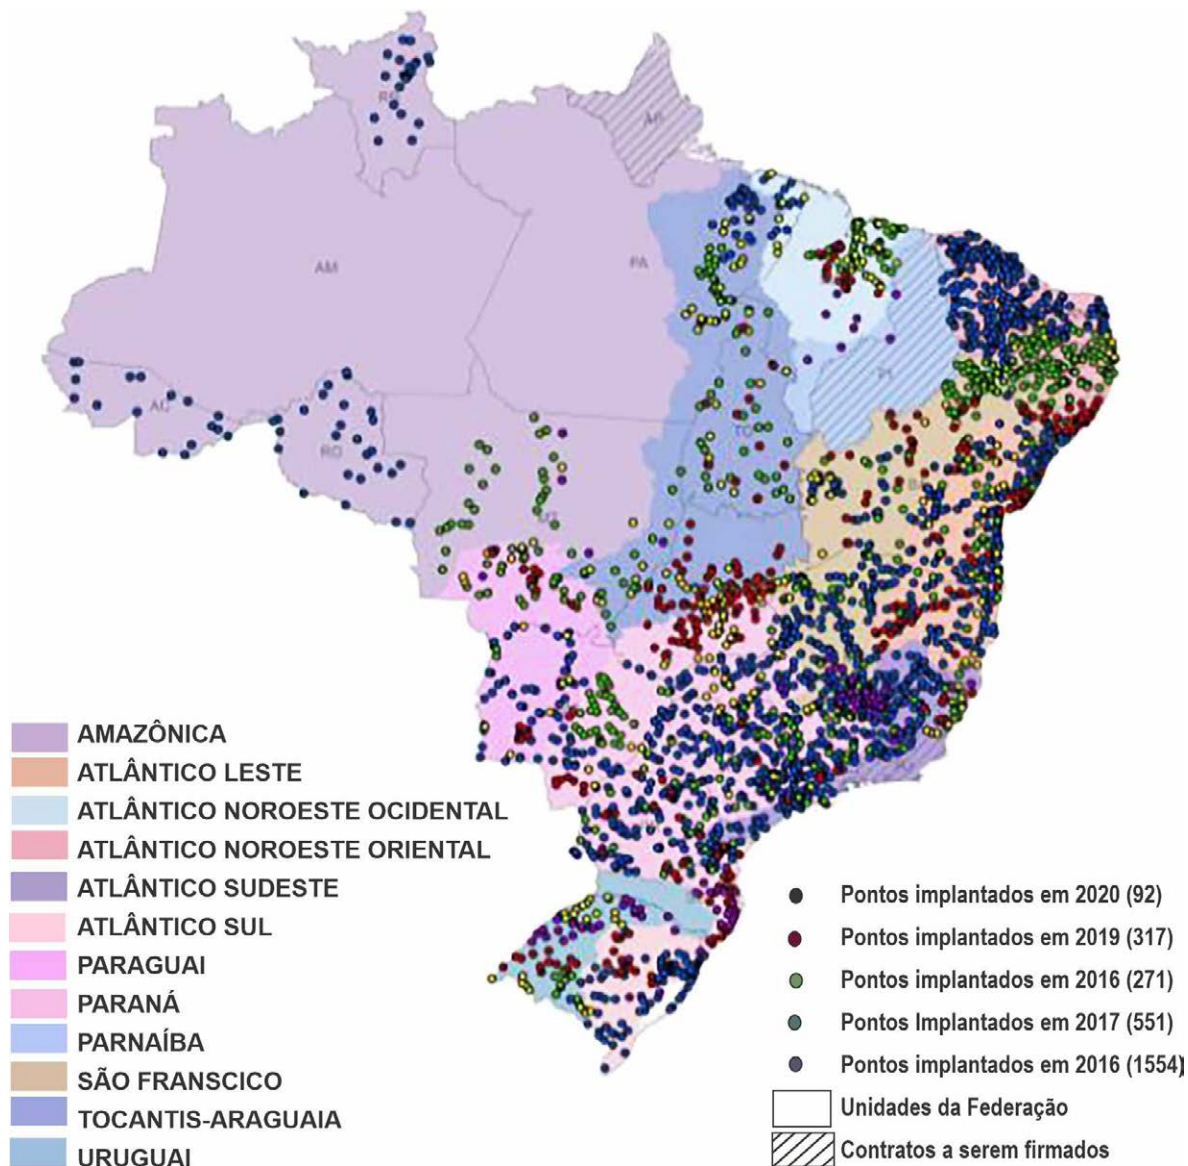 AP
AM
PA
PI
AC
TO
RO
BA
MT
AMAZÔNICA
ATLÂNTICO LESTE
ATLÂNTICO NOROESTE OCIDENTAL
ATLÂNTICO NOROESTE ORIENTAL
ATLÂNTICO SUDESTE
ATLÂNTICO SUL
PARAGUAI
PARANÁ
PARNAÍBA
SÃO FRANSCICO
TOCANTIS-ARAGUAIA
URUGUAI
Pontos implantados em 2020 (92)
Pontos implantados em 2019 (317)
Pontos implantados em 2016 (271)
Pontos Implantados em 2017 (551)
Pontos implantados em 2016 (1554)
Unidades da Federação
Contratos a serem firmados